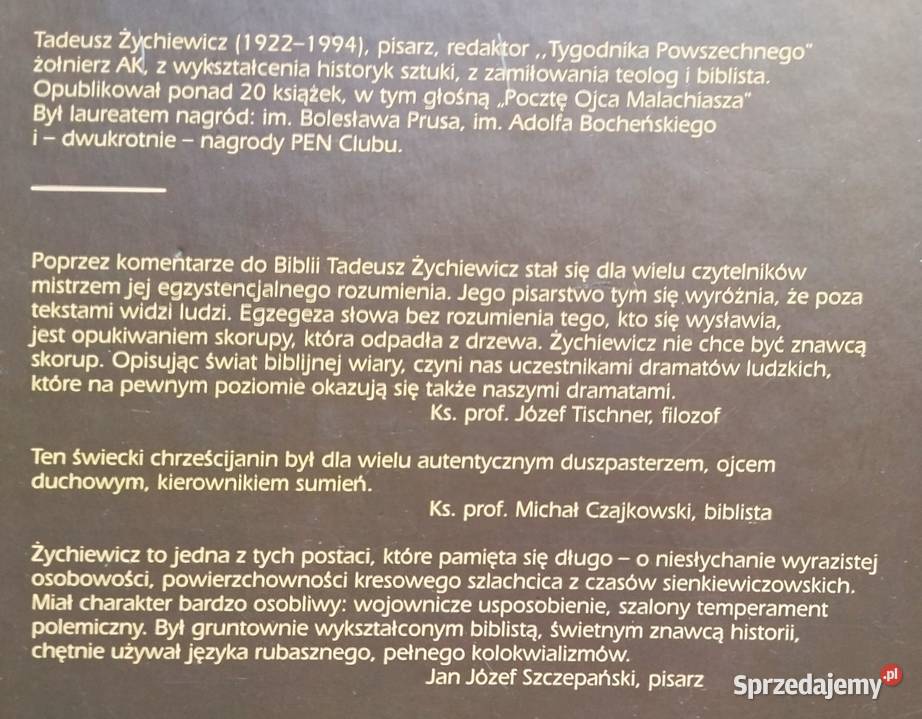 Tadeusz Żychiewicz (1922–1994), pisarz, redaktor ,,Tygodnika Powszechnego"
żołnierz AK, z wykształcenia historyk sztuki, z zamiłowania teolog i biblista.
Opublikował ponad 20 książek, w tym głośną „Pocztę Ojca Malachiasza"
Był laureatem nagród: im. Bolesława Prusa, im. Adolfa Bocheńskiego
i – dwukrotnie – nagrody PEN Clubu.
Poprzez komentarze do Biblii Tadeusz Żychiewicz stał się dla wielu czytelników
mistrzem jej egzystencjalnego rozumienia. Jego pisarstwo tym się wyróżnia, że poza
tekstami widzi ludzi. Egzegeza słowa bez rozumienia tego, kto się wysławia,
jest opukiwaniem skorupy, która odpadła z drzewa. Żychiewicz nie chce być znawcą
skorup. Opisując świat biblijnej wiary, czyni nas uczestnikami dramatów ludzkich,
które na pewnym poziomie okazują się także naszymi dramatami.
Ks. prof. Józef Tischner, filozof
Ten świecki chrześcijanin był dla wielu autentycznym duszpasterzem, ojcem
duchowym, kierownikiem sumień.
Ks. prof. Michał Czajkowski, biblista
Żychiewicz to jedna z tych postaci, które pamięta się długo – o niesłychanie wyrazistej
osobowości, powierzchowności kresowego szlachcica z czasów sienkiewiczowskich.
Miał charakter bardzo osobliwy: wojownicze usposobienie, szalony temperament
polemiczny. Był gruntownie wykształconym biblistą, świetnym znawcą historii,
chętnie używał języka rubasznego, pełnego kolokwializmów.
Jan Józef Szczepański, pisarz
Sprzedajemy.pl